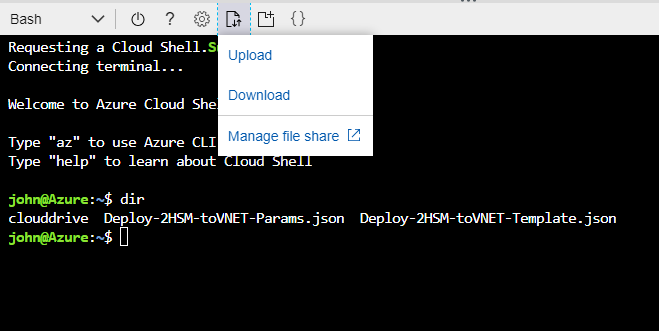 Bash
?
{}
Upload
Download
Manage file share
Requesting a Cloud Shell.
Connecting terminal...
Welcome to Azure Cloud She
Type "az" to use Azure CLI
Type "help" to learn about Cloud Shell
john@Azure:~$ dir
clouddrive Deploy-2HSM-toVNET-Params.json Deploy-2HSM-toVNET-Template.json
john@Azure:~$